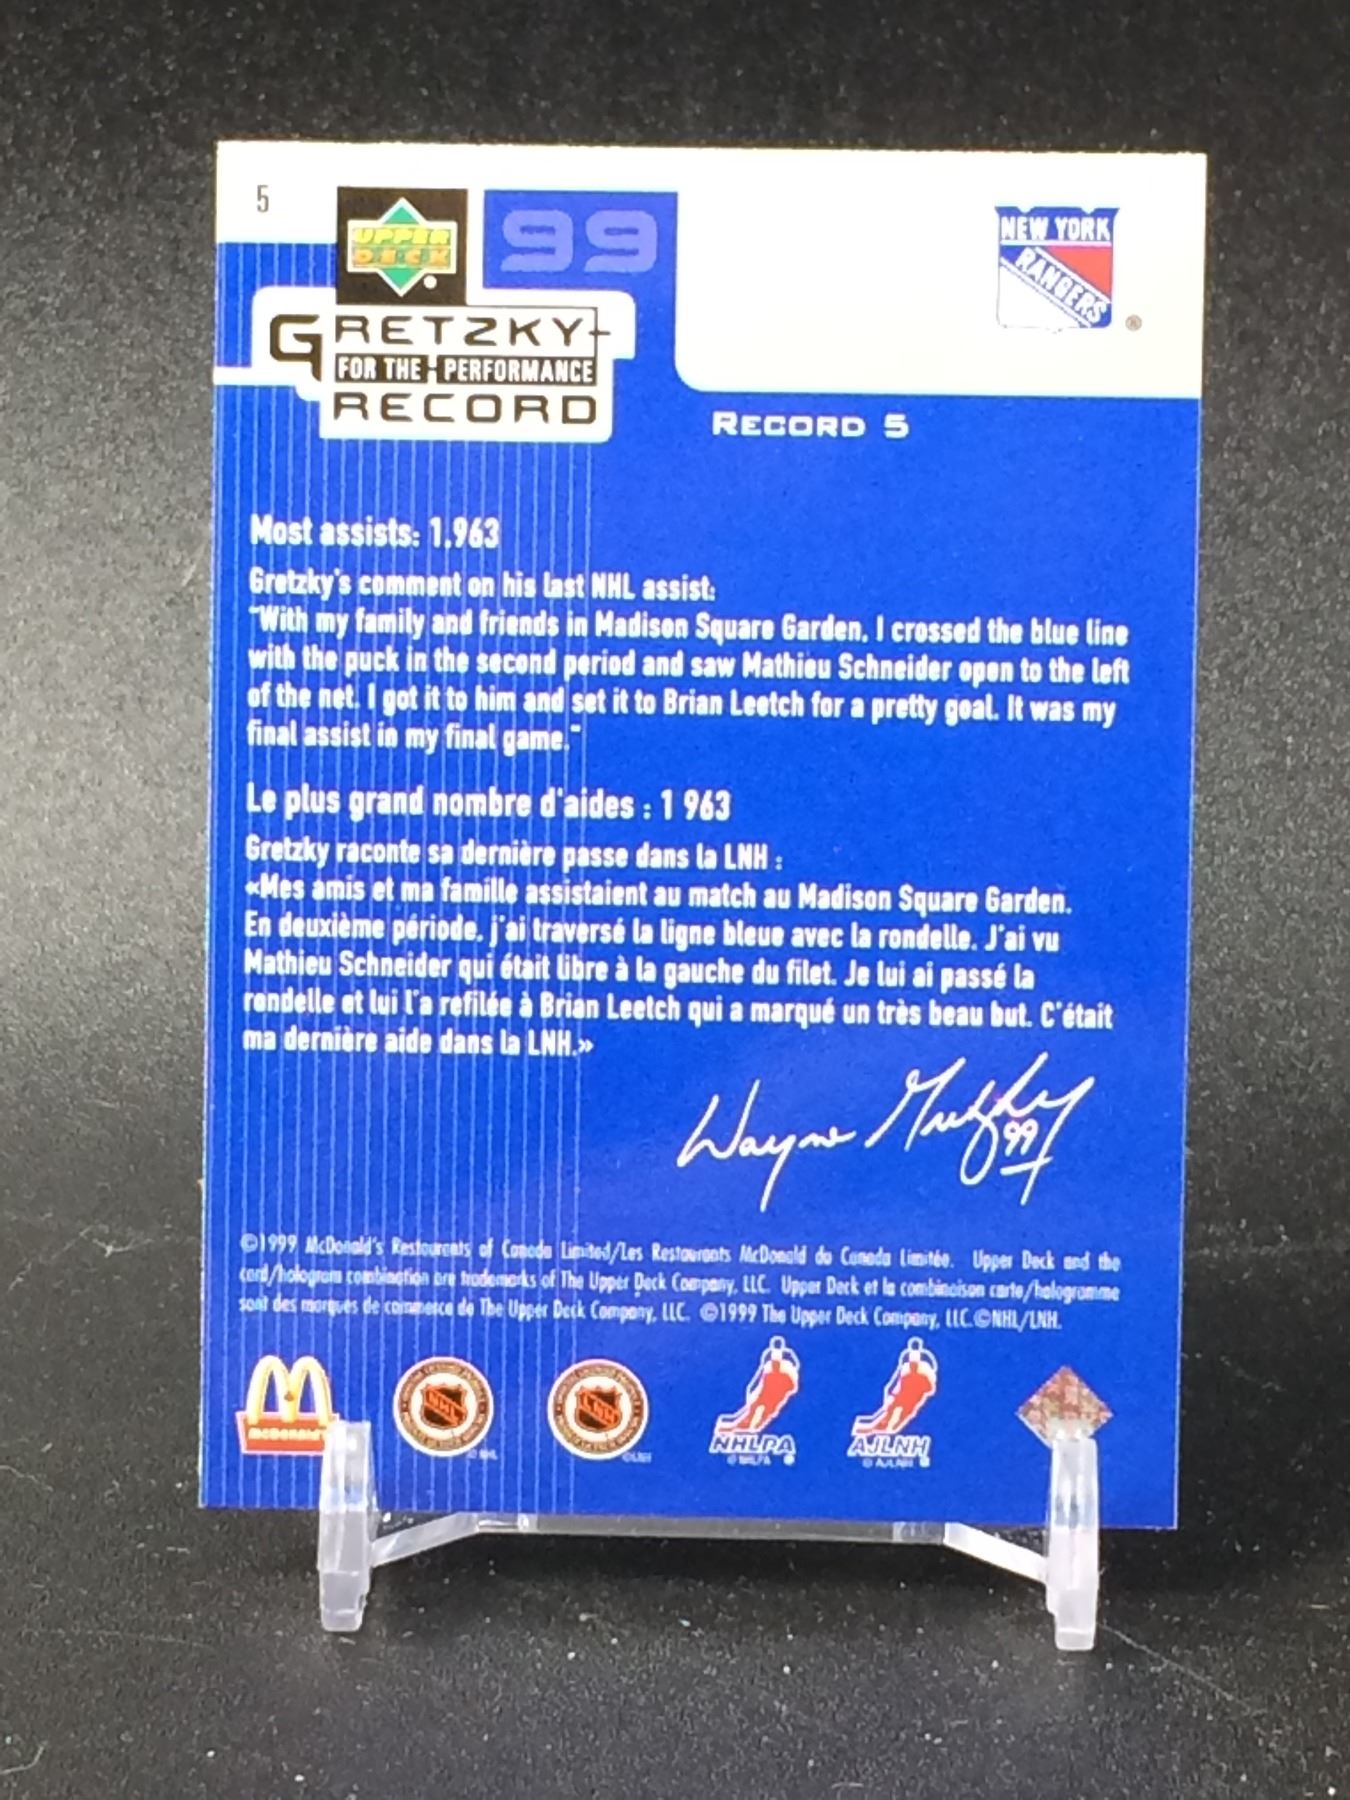 5
UPPER
DECK
99
NEW YORK
RANGERS
®
GRETZKY
FOR THE PERFORMANCE
RECORD
RECORD 5
Most assists: 1,963
Gretzky's comment on his last NHL assist:
"With my family and friends in Madison Square Garden, I crossed the blue line
with the puck in the second period and saw Mathieu Schneider open to the left
of the net. I got it to him and set it to Brian Leetch for a pretty goal. It was my
final assist in my final game."
Le plus grand nombre d'aides : 1 963
Gretzky raconte sa dernière passe dans la LNH :
«Mes amis et ma famille assistaient au match au Madison Square Garden.
En deuxième période, j'ai traversé la ligne bleue avec la rondelle. J'ai vu
Mathieu Schneider qui était libre à la gauche du filet. Je lui ai passé la
rondelle et lui l'a refilée à Brian Leetch qui a marqué un très beau but. C'était
ma dernière aide dans la LNH.»
Wayne Gretzky
99
©1999 McDonald's Restaurants of Canada Limited/Les Restaurants McDonald du Canada Limitée. Upper Deck and the
card/hologram combination are trademarks of The Upper Deck Company, LLC. Upper Deck et la combinaison carte/hologramme
sont des marques de commerce de The Upper Deck Company, LLC. ©1999 The Upper Deck Company, LLC.©NHL/LNH.
McDonald's
NHL
© NHL
LNH
©LNH
NHLPA
© NHLPA
AJLNH
© AJLNH